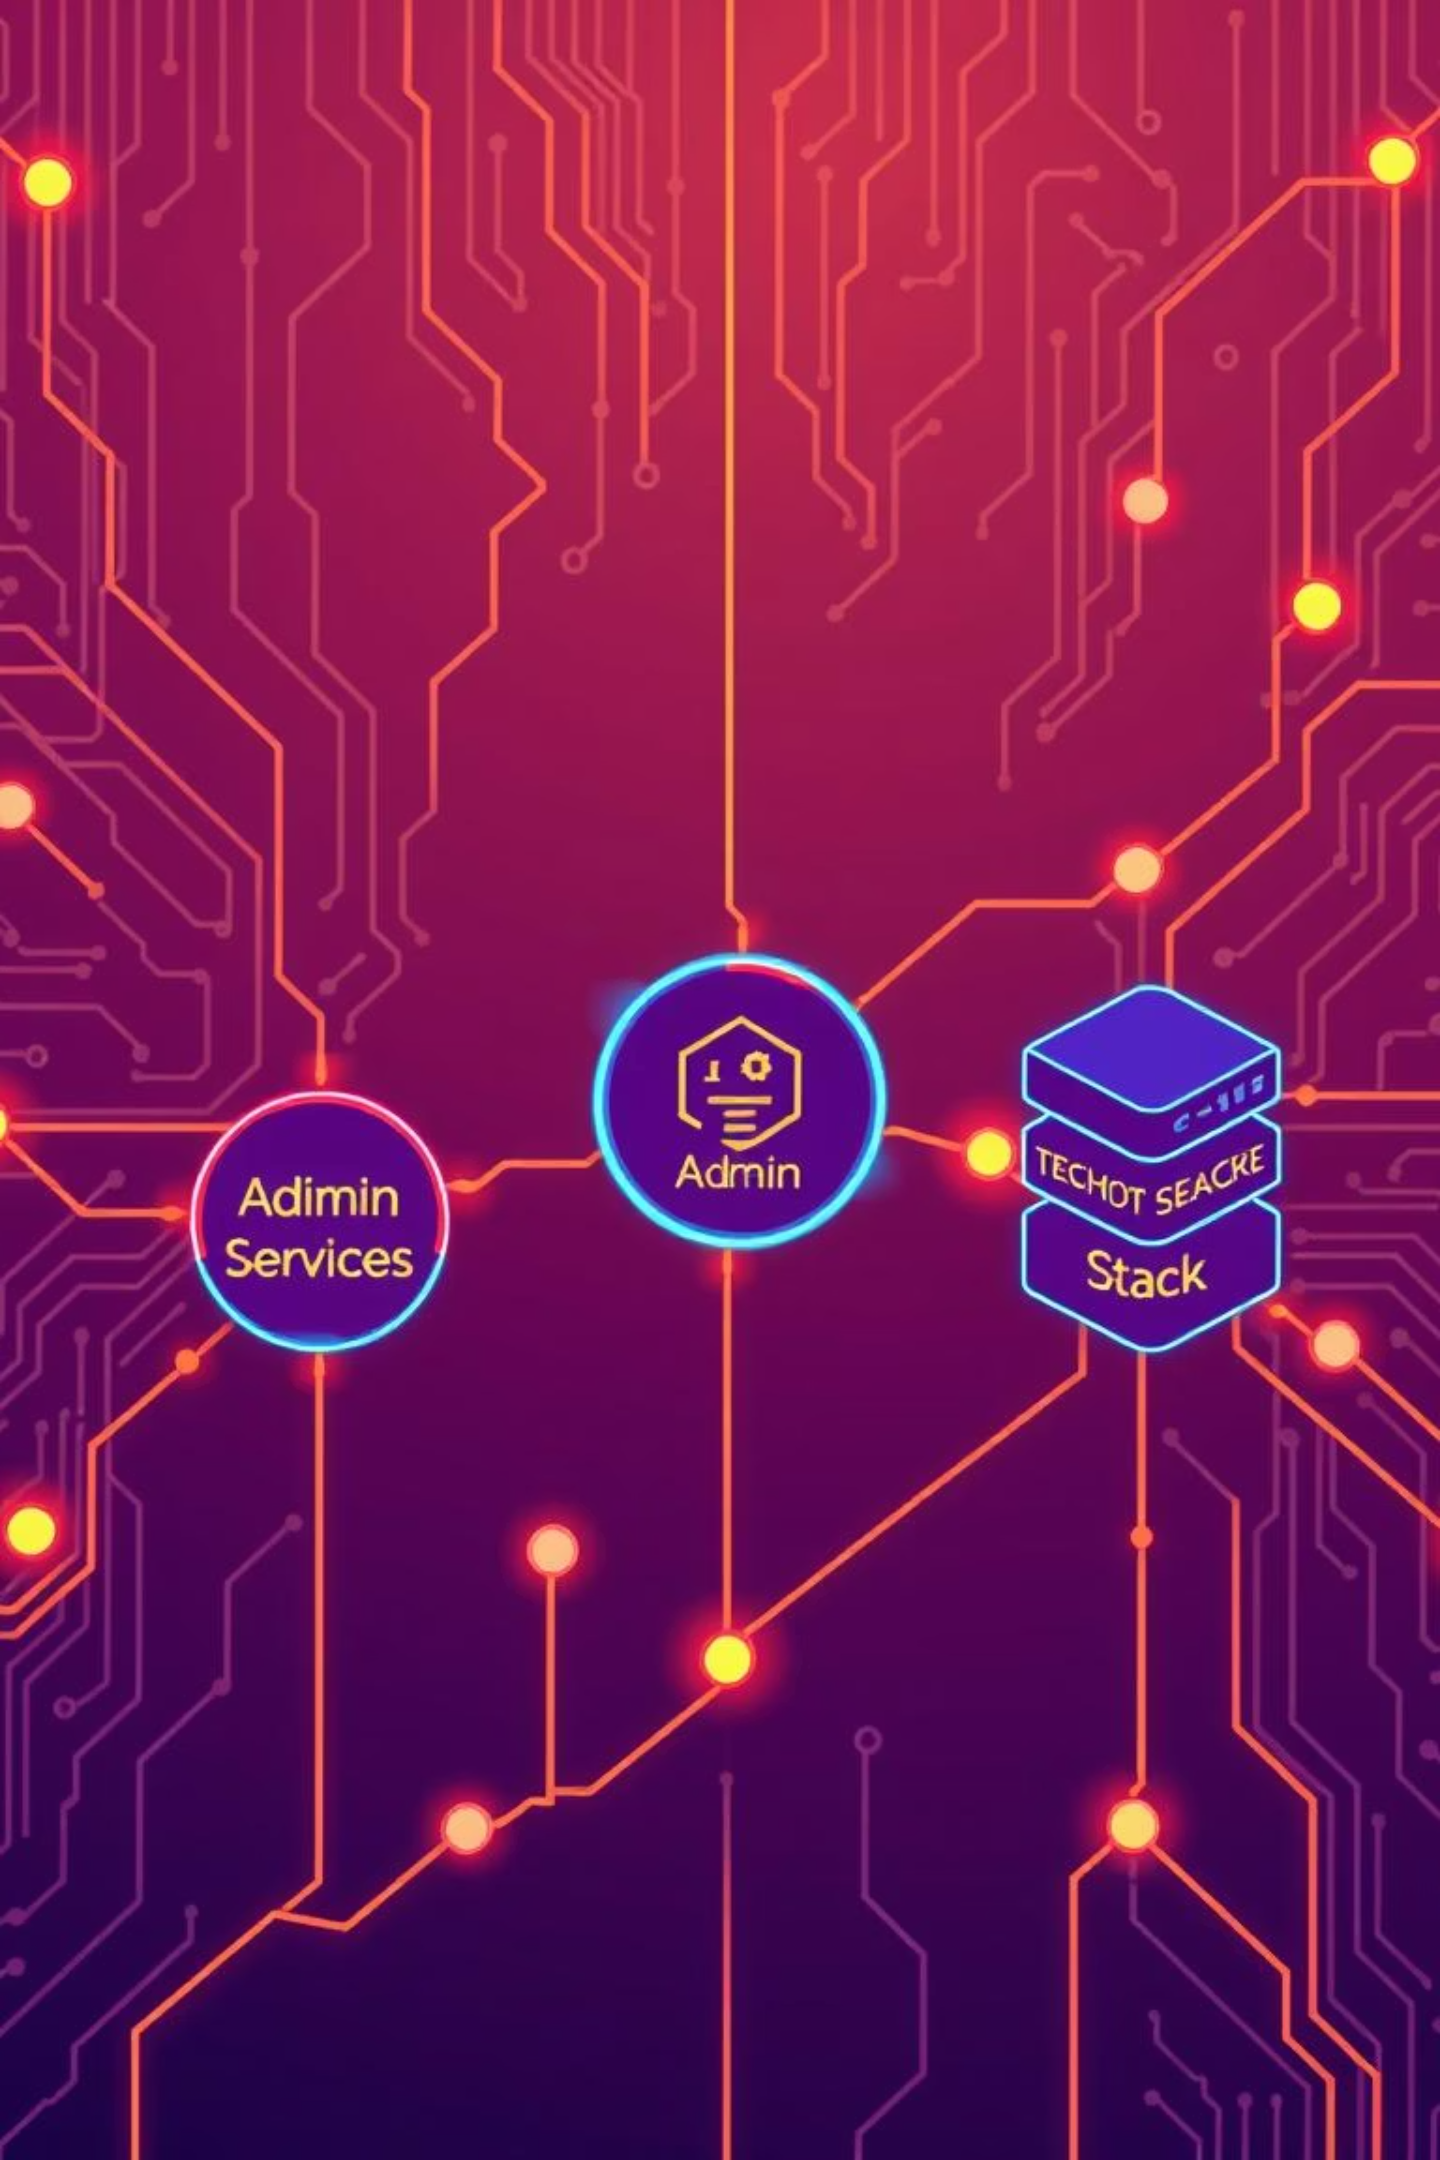 Adimin
Services
Admin
TECHOT SEACRE
Stack